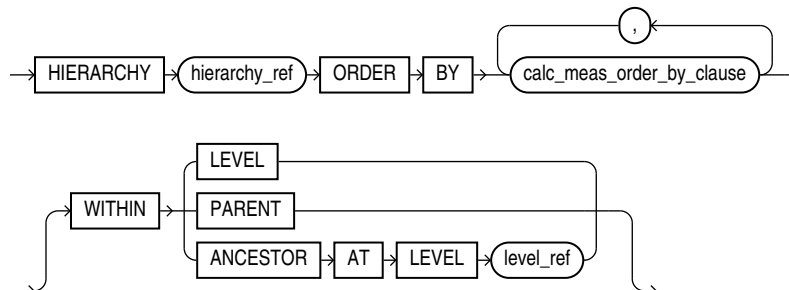 ,
HIERARCHY hierarchy_ref ORDER BY calc_meas_order_by_clause
LEVEL
WITHIN PARENT
ANCESTOR AT LEVEL level_ref